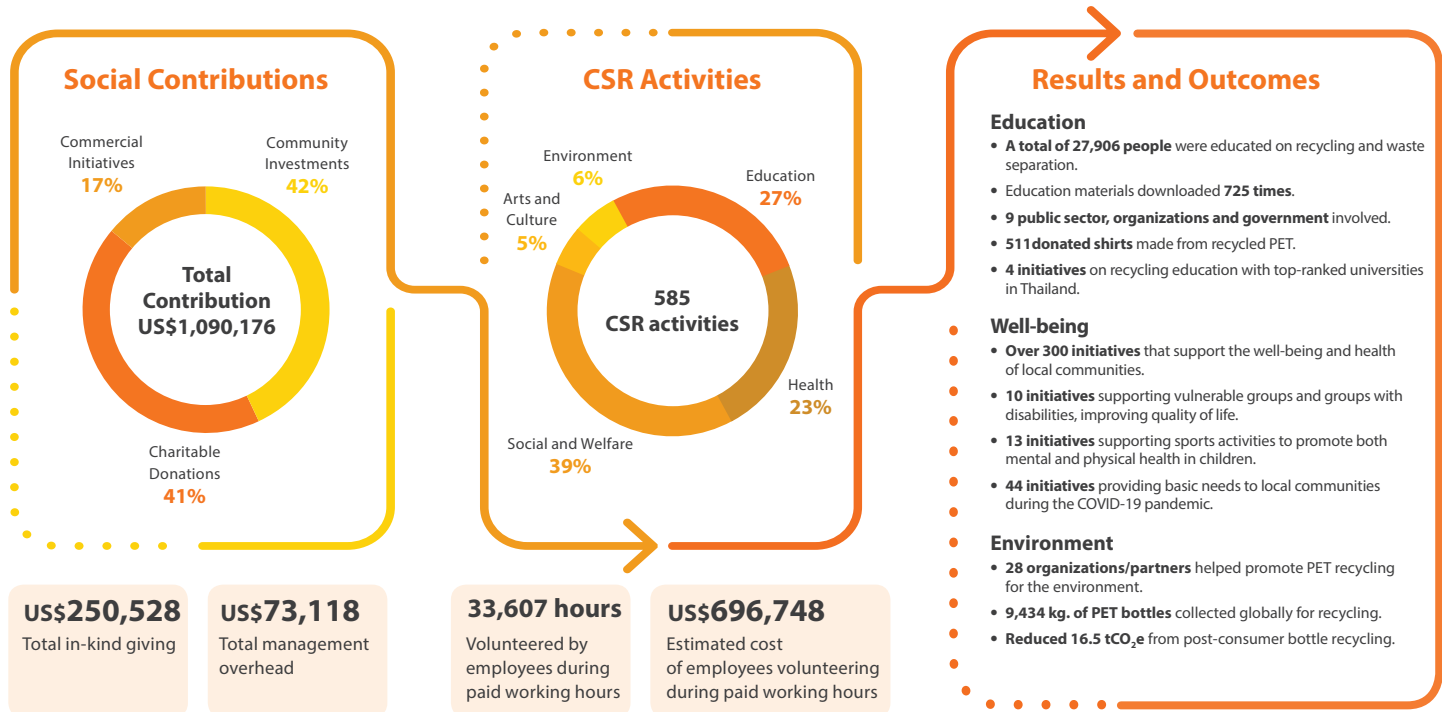 Social Contributions
Commercial
Initiatives
17%
Community
Investments
42%
Total
Contribution
US$1,090,176
Charitable
Donations
41%
US$250,528
Total in-kind giving
US$73,118
Total management
overhead
CSR Activities
Environment
6%
Arts and
Culture
5%
Education
27%
585
CSR activities
Health
23%
Social and Welfare
39%
33,607 hours
Volunteered by
employees during
paid working hours
US$696,748
Estimated cost
of employees volunteering
during paid working hours
Results and Outcomes
Education
• A total of 27,906 people were educated on recycling and waste
separation.
• Education materials downloaded 725 times.
• 9 public sector, organizations and government involved.
• 511donated shirts made from recycled PET.
• 4 initiatives on recycling education with top-ranked universities
in Thailand.
Well-being
• Over 300 initiatives that support the well-being and health
of local communities.
• 10 initiatives supporting vulnerable groups and groups with
disabilities, improving quality of life.
• 13 initiatives supporting sports activities to promote both
mental and physical health in children.
• 44 initiatives providing basic needs to local communities
during the COVID-19 pandemic.
Environment
• 28 organizations/partners helped promote PET recycling
for the environment.
• 9,434 kg. of PET bottles collected globally for recycling.
• Reduced 16.5 tCO₂e from post-consumer bottle recycling.